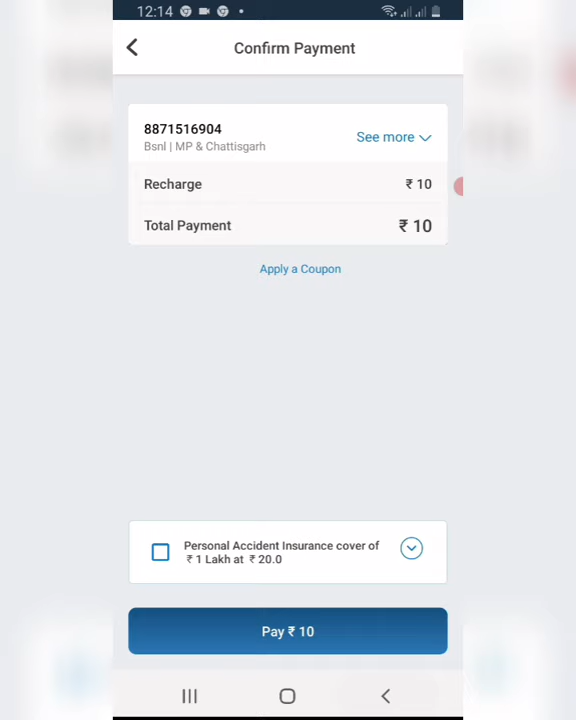 12:14
Confirm Payment
8871516904
See more
Bsnl | MP & Chattisgarh
Recharge ₹ 10
Total Payment ₹ 10
Apply a Coupon
Personal Accident Insurance cover of
₹ 1 Lakh at ₹ 20.0
Pay ₹ 10